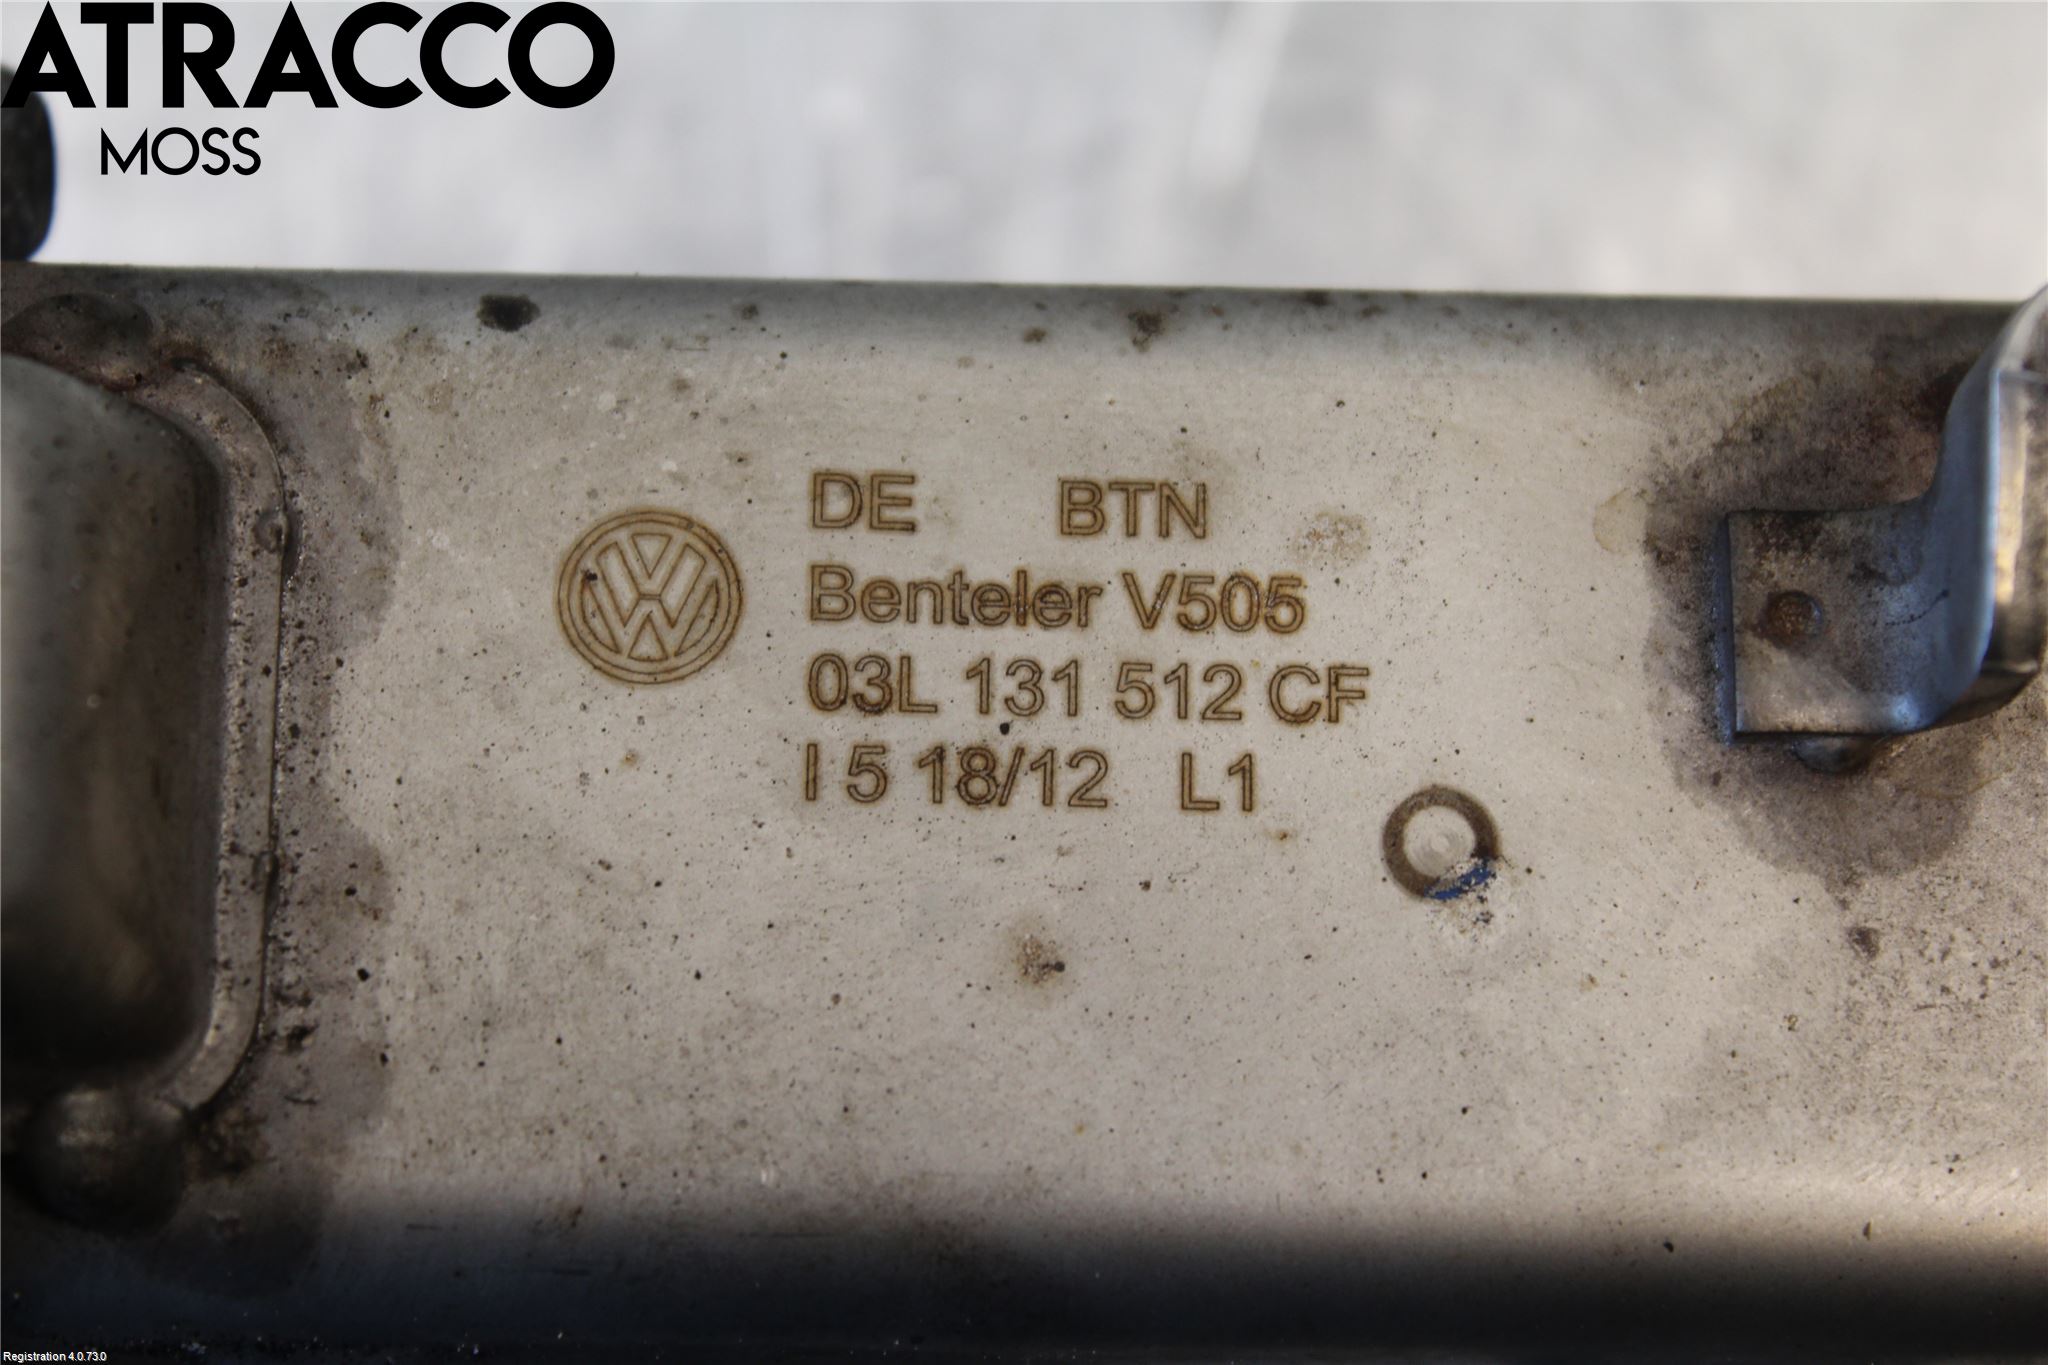 ATRACCO
MOSS
DE BTN
Benteler V505
03L 131 512 CF
I 5 18/12 L1
Registration 4.0.73.0